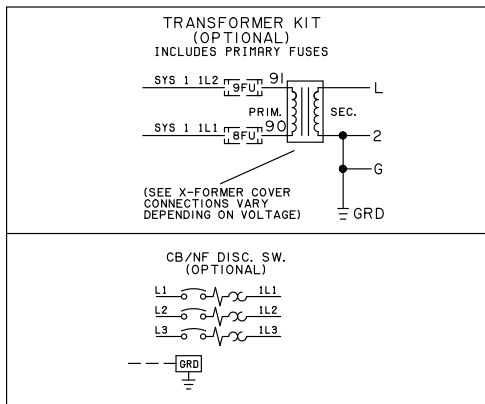 TRANSFORMER KIT
(OPTIONAL)
INCLUDES PRIMARY FUSES
SYS 1 1L2 9FU 91 L
PRIM. SEC.
SYS 1 1L1 8FU 90 2
G
(SEE X-FORMER COVER
CONNECTIONS VARY
DEPENDING ON VOLTAGE)
GRD
CB/NF DISC. SW.
(OPTIONAL)
L1 1L1
L2 1L2
L3 1L3
GRD